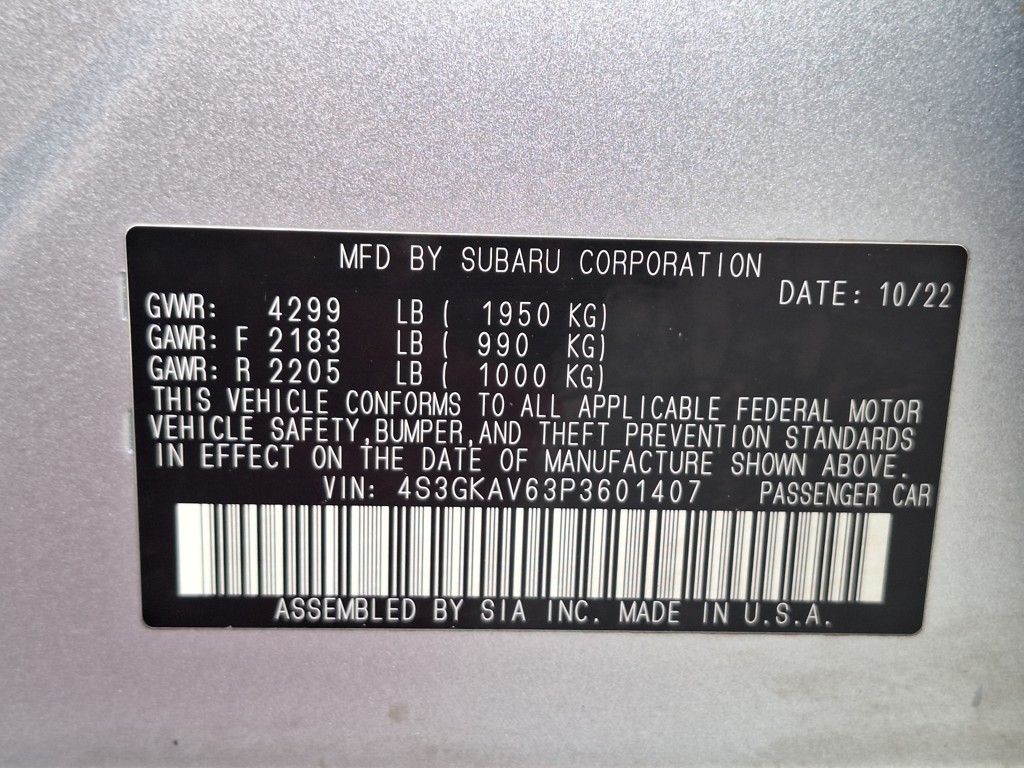 MFD BY SUBARU CORPORATION
DATE: 10/22
GVWR: 4299 LB ( 1950 KG)
GAWR: F 2183 LB ( 990 KG)
GAWR: R 2205 LB ( 1000 KG)
THIS VEHICLE CONFORMS TO ALL APPLICABLE FEDERAL MOTOR
VEHICLE SAFETY,BUMPER,AND THEFT PREVENTION STANDARDS
IN EFFECT ON THE DATE OF MANUFACTURE SHOWN ABOVE.
VIN: 4S3GKAV63P3601407 PASSENGER CAR
ASSEMBLED BY SIA INC. MADE IN U.S.A.